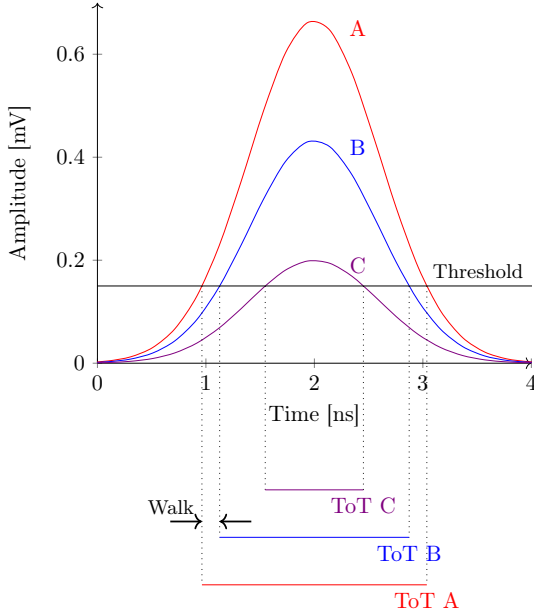 0.6
A
Amplitude [mV]
0.4
B
0.2
C
Threshold
0
0
1
2
3
4
Time [ns]
Walk
ToT C
ToT B
ToT A